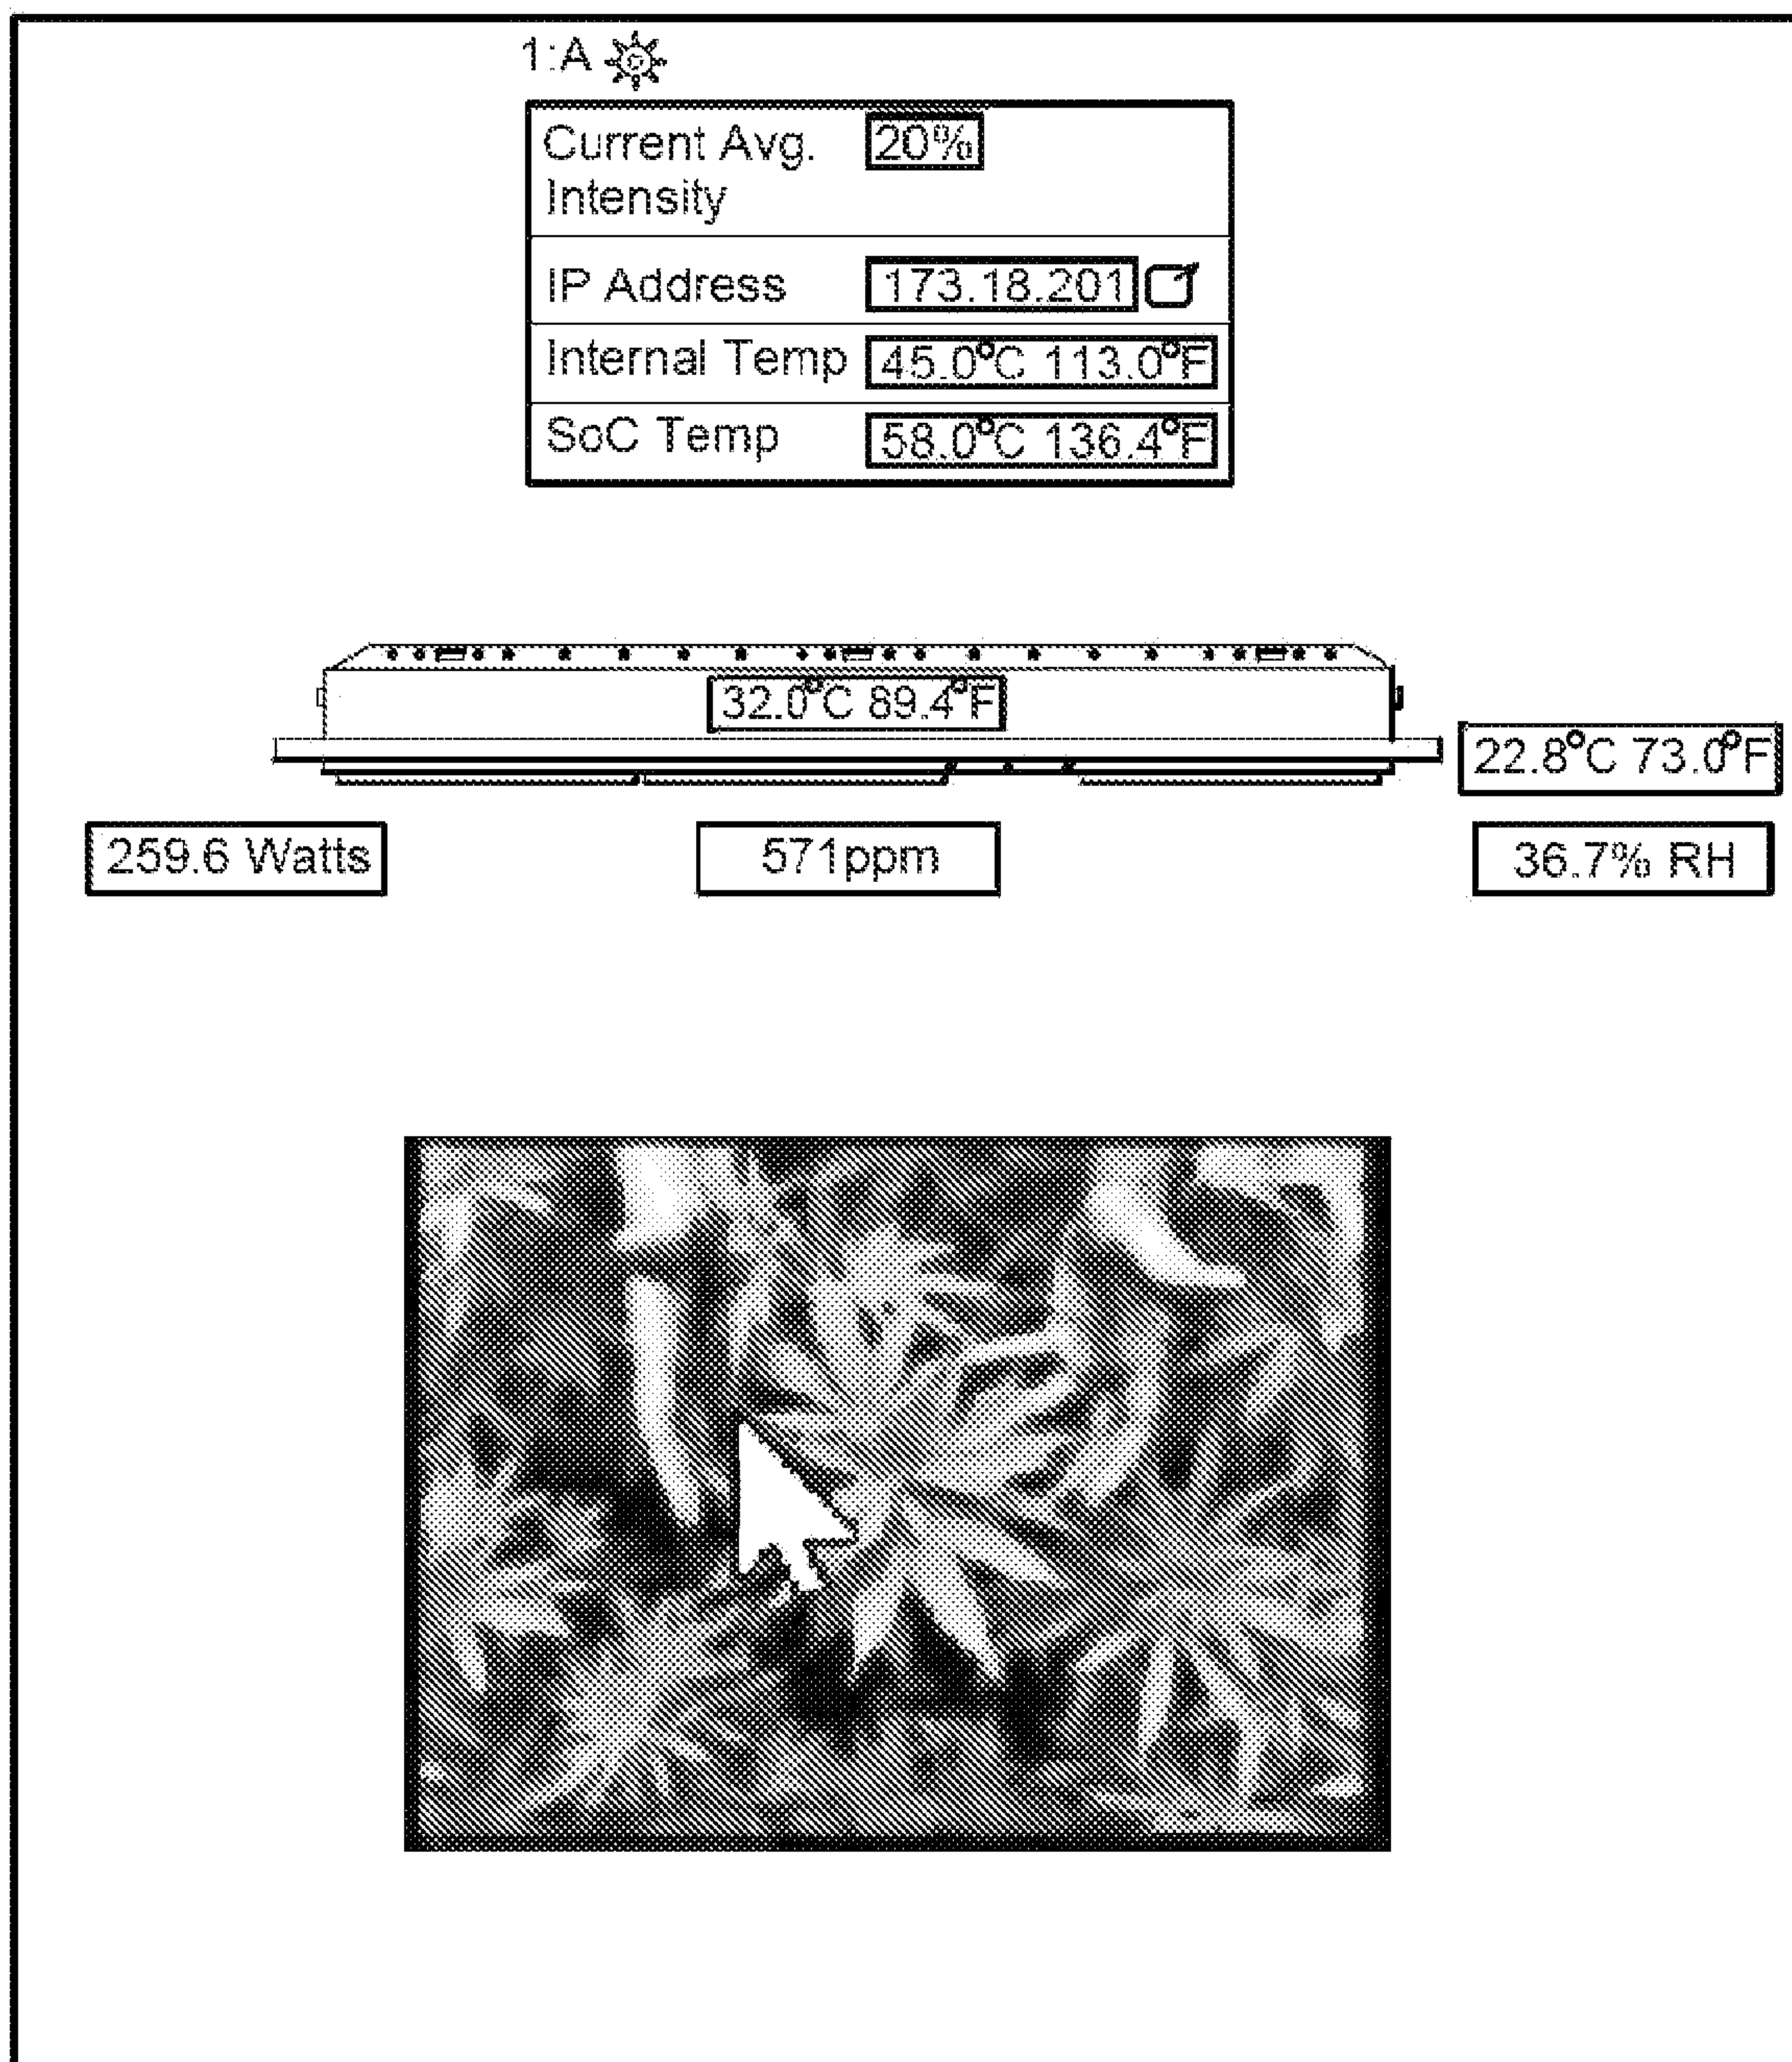 1:A
Current Avg. 20%
Intensity
IP Address 173.18.201
Internal Temp 45.0°C 113.0°F
SoC Temp 58.0°C 136.4°F
32.0°C 89.4°F
22.8°C 73.0°F
259.6 Watts 571ppm 36.7% RH